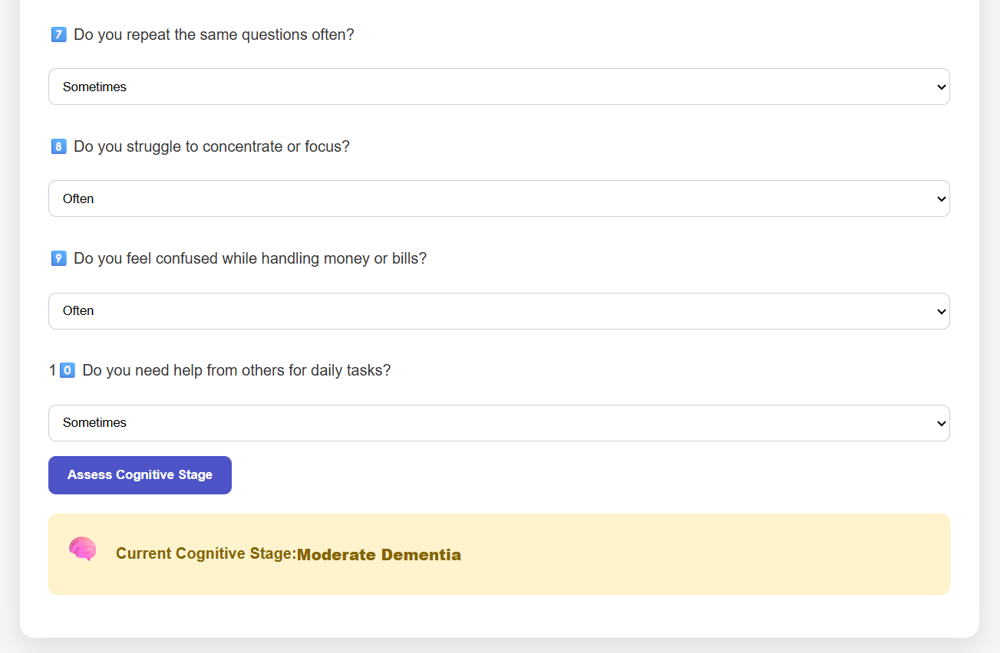 7️⃣ Do you repeat the same questions often?
Sometimes
8️⃣ Do you struggle to concentrate or focus?
Often
9️⃣ Do you feel confused while handling money or bills?
Often
10️⃣ Do you need help from others for daily tasks?
Sometimes
Assess Cognitive Stage
Current Cognitive Stage:Moderate Dementia